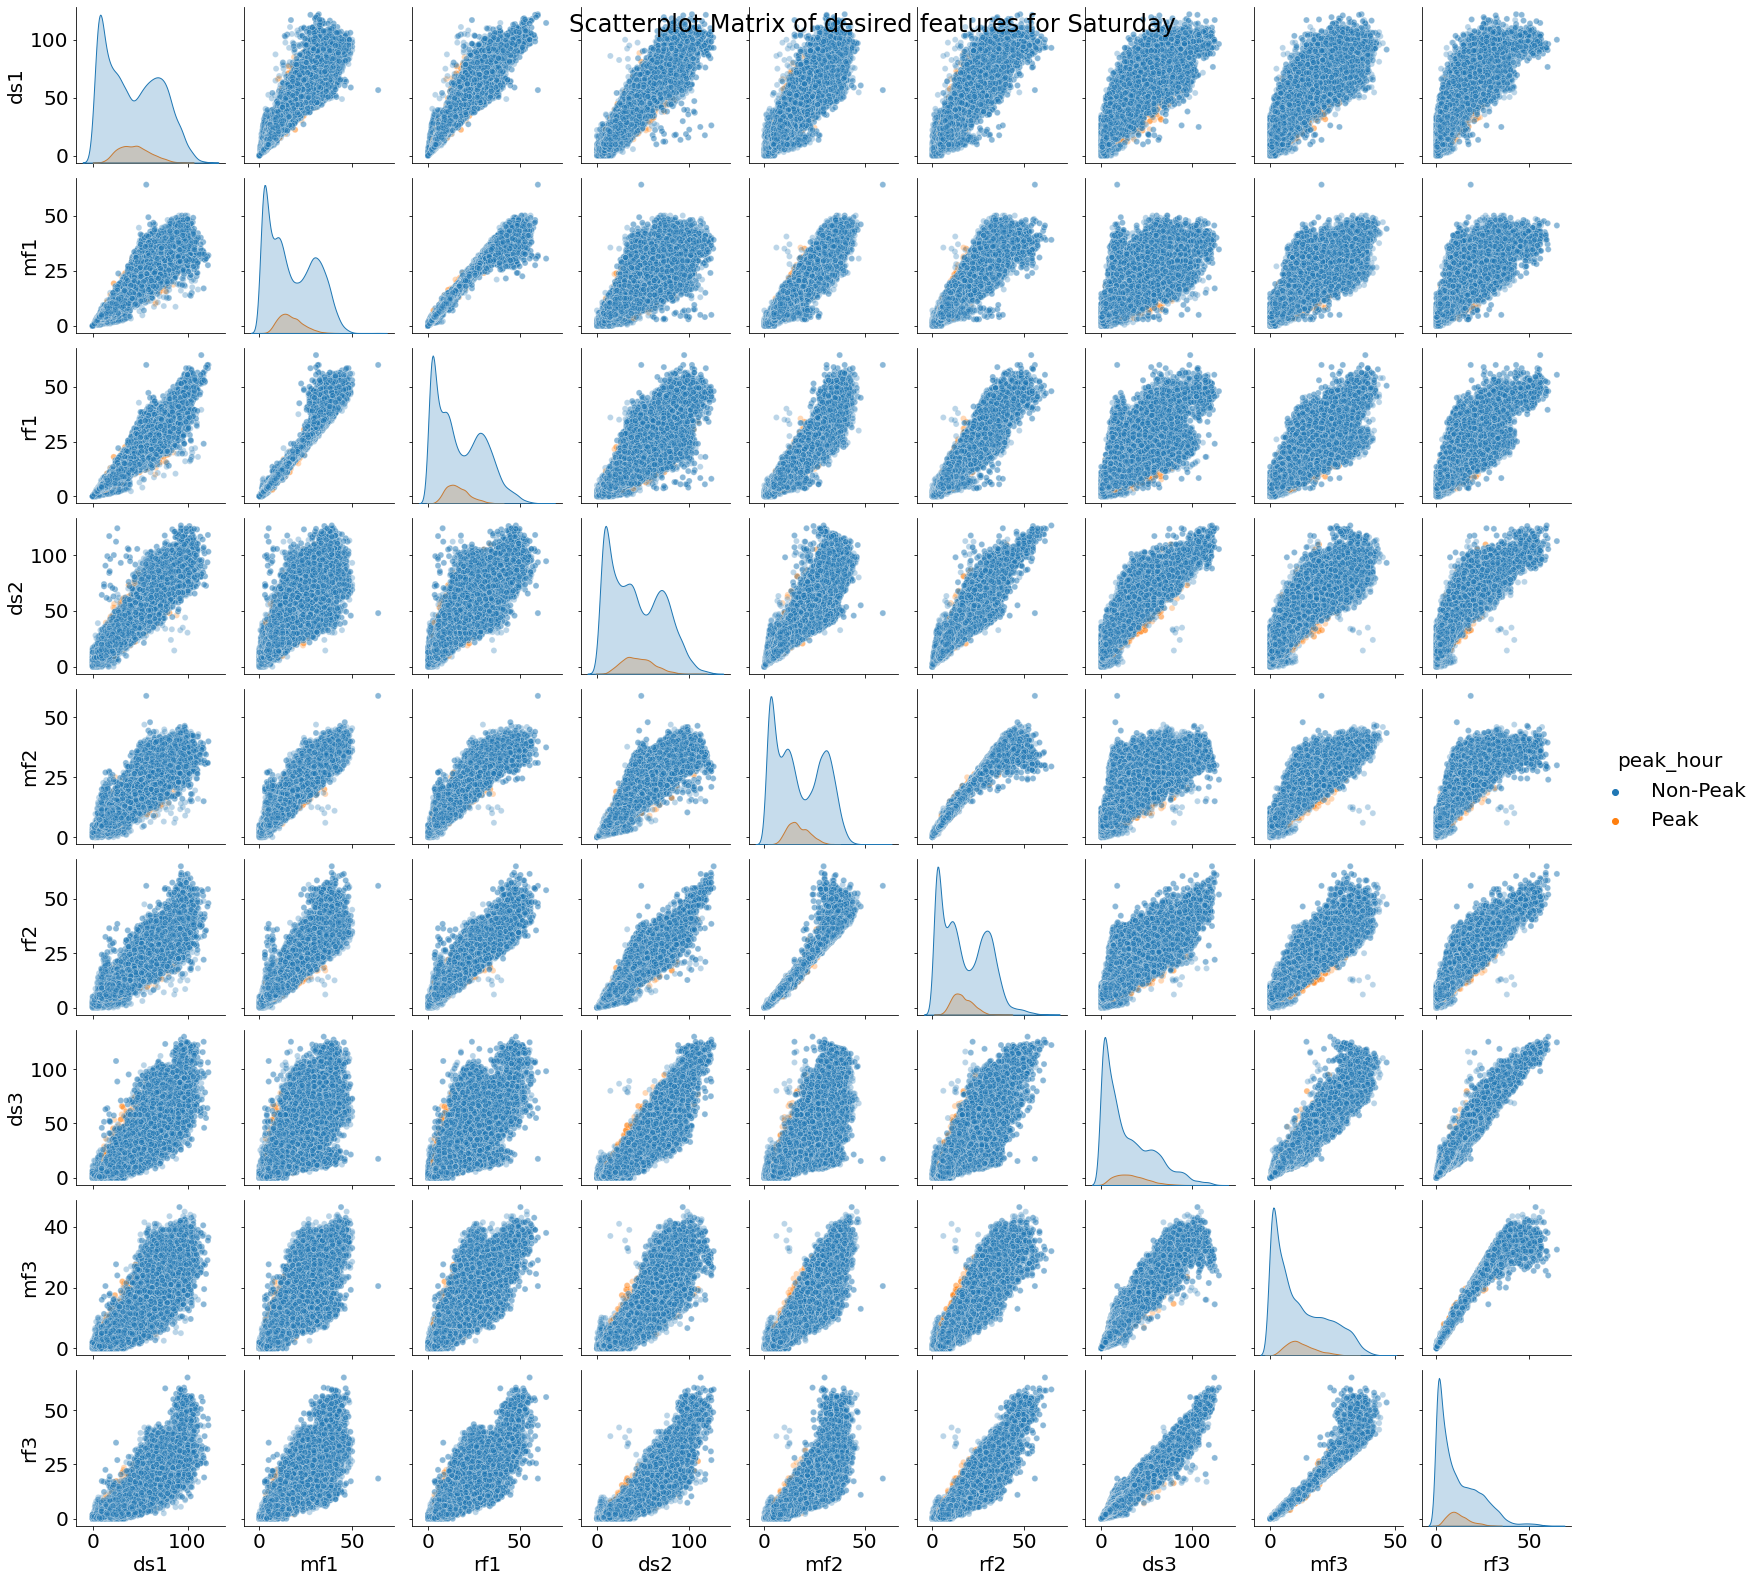 Scatterplot Matrix of desired features for Saturday
100
50
0
ds1
50
25
0
mf1
50
25
0
rf1
100
50
0
ds2
50
25
0
mf2
peak_hour
Non-Peak
Peak
50
25
0
rf2
100
50
0
ds3
40
20
0
mf3
50
25
0
rf3
0 100 0 50 0 50 0 100 0 50 0 50 0 100 0 50 0 50
ds1 mf1 rf1 ds2 mf2 rf2 ds3 mf3 rf3